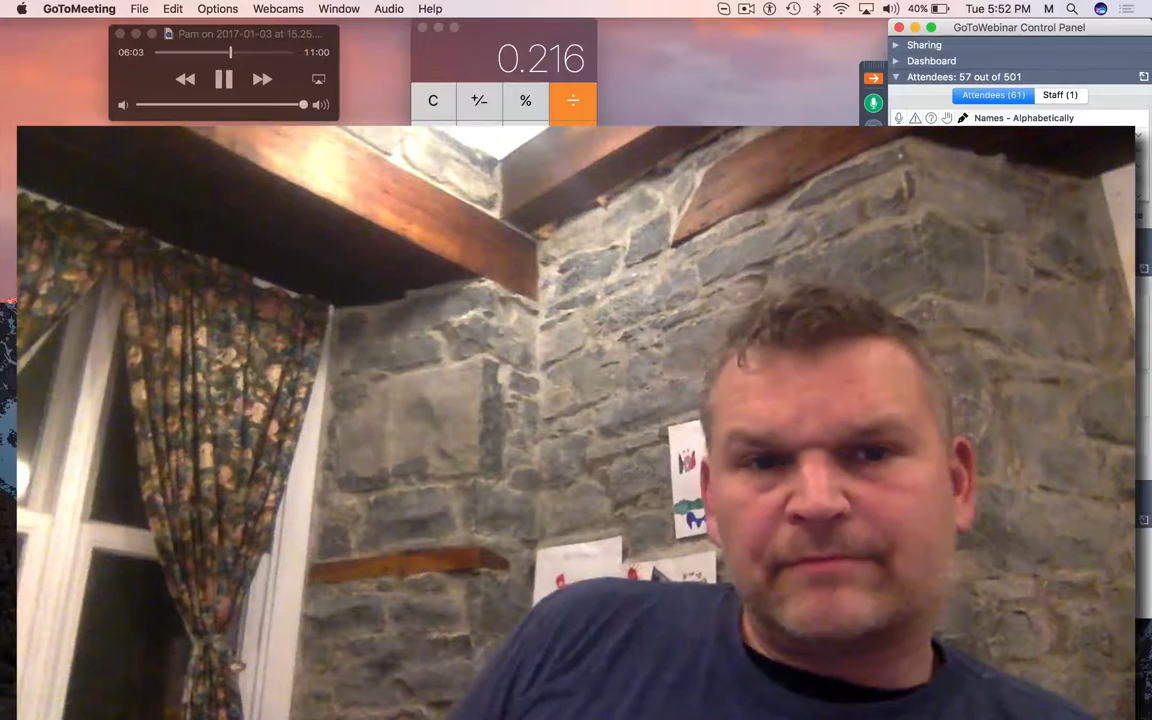 GoToMeeting File Edit Options Webcams Window Audio Help 40% Tue 5:52 PM M
Pam on 2017-01-03 at 15.25....
06:03 11:00
0.216
C +/− % ÷
GoToWebinar Control Panel
Sharing
Dashboard
Attendees: 57 out of 501
Attendees (61) Staff (1)
Names - Alphabetically